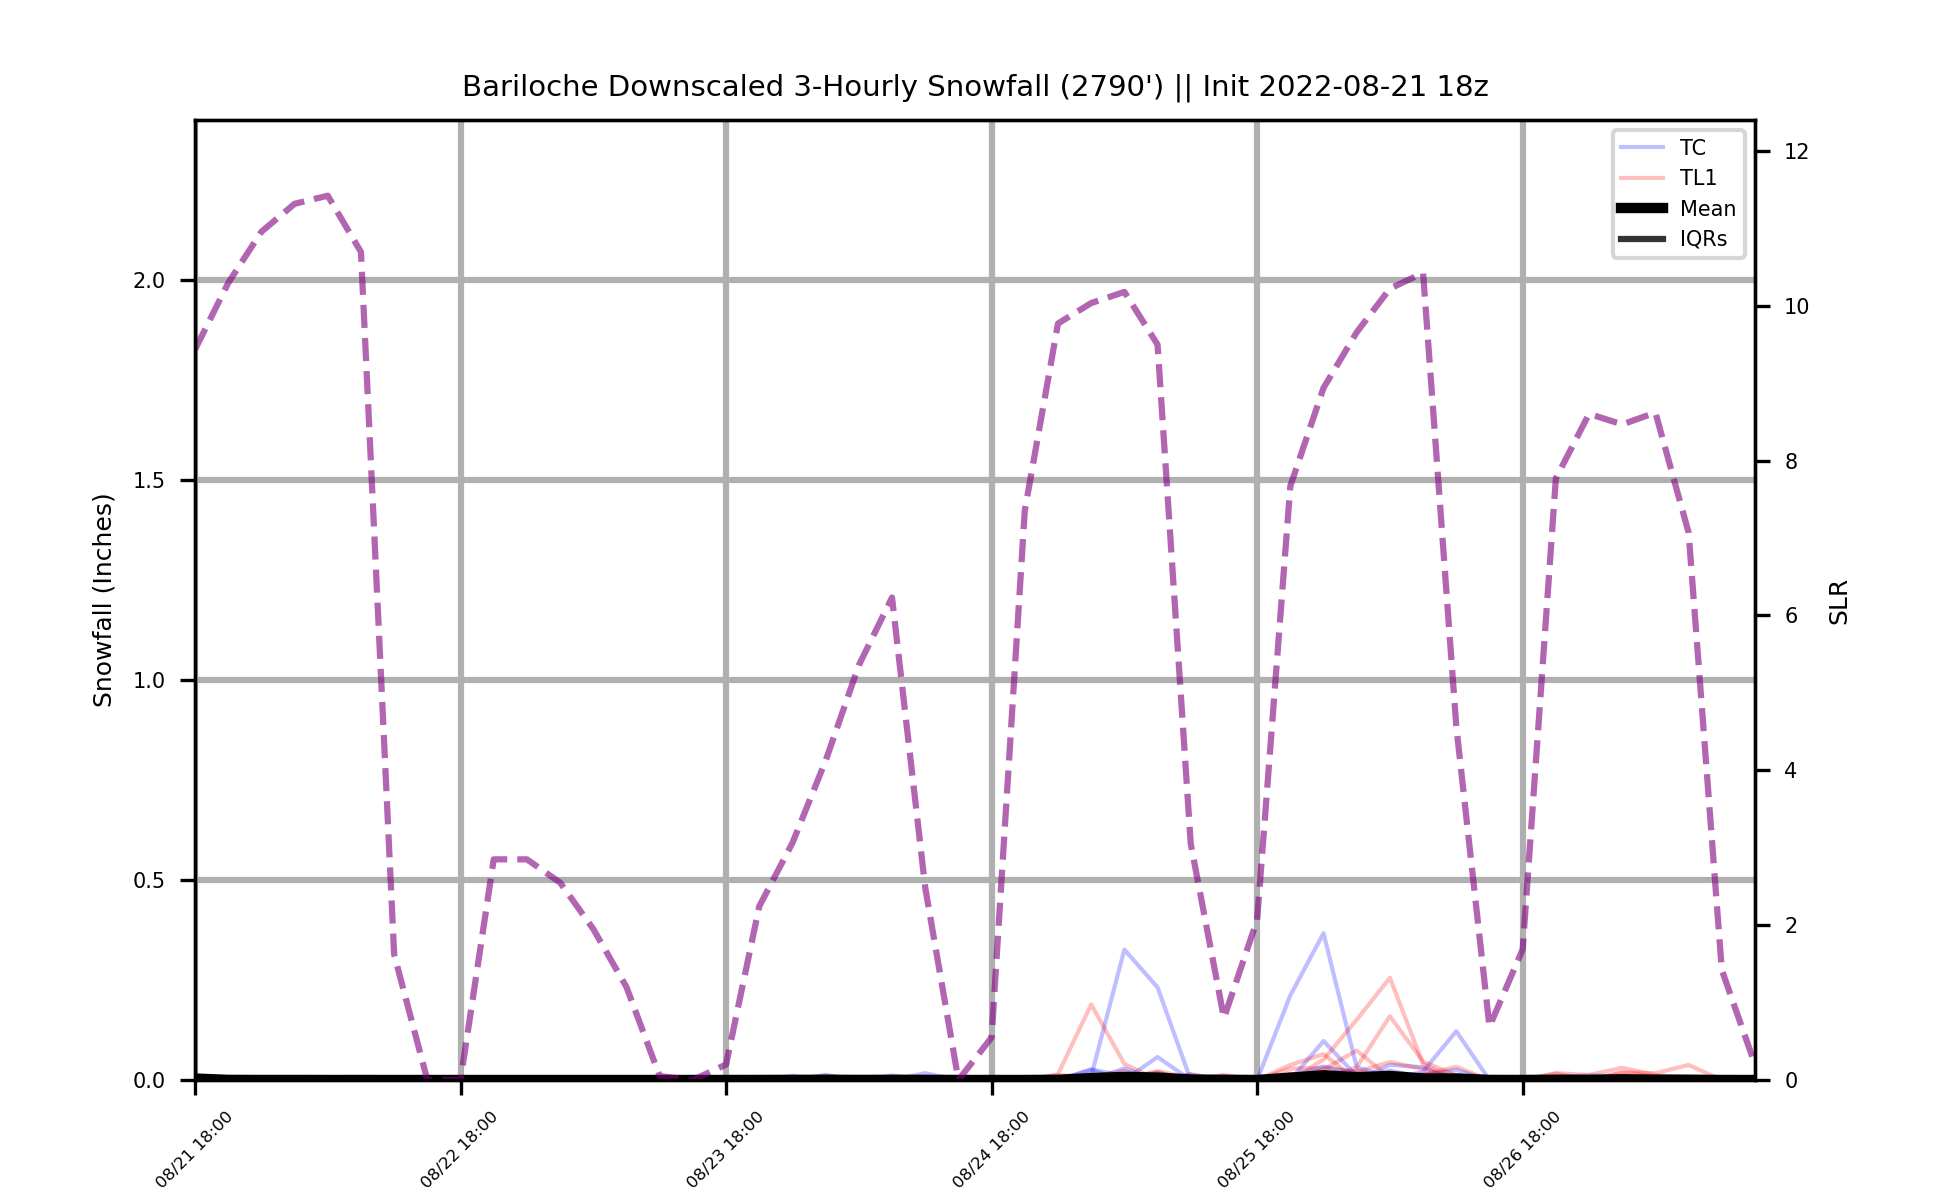 Bariloche Downscaled 3-Hourly Snowfall (2790') || Init 2022-08-21 18z
TC
TL1
Mean
IQRs
Snowfall (Inches)
2.0
1.5
1.0
0.5
0.0
12
10
8
6
4
2
0
SLR
08/21 18:00
08/22 18:00
08/23 18:00
08/24 18:00
08/25 18:00
08/26 18:00